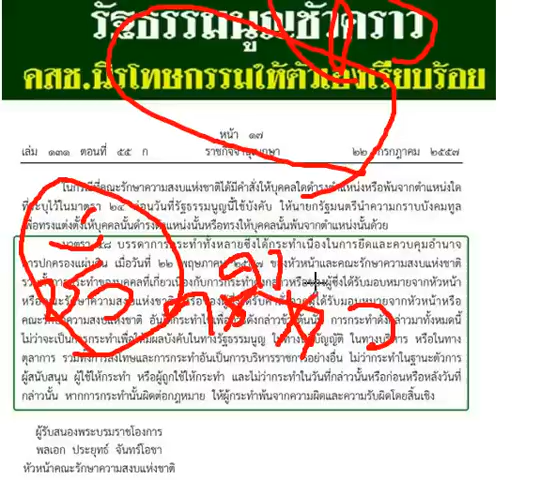 รัฐธรรมนูญชั่วคราว
คสช.นิรโทษกรรมให้ตัวเองเรียบร้อย
หน้า ๑๗
เล่ม ๑๓๑ ตอนที่ ๕๕ ก ราชกิจจานุเบกษา ๒๒ กรกฎาคม ๒๕๕๗
ในกรณีที่คณะรักษาความสงบแห่งชาติได้มีคำสั่งให้บุคคลใดดำรงตำแหน่งหรือพ้นจากตำแหน่งใด
ที่ระบุไว้ในมาตรา ๒๔ ก่อนวันที่รัฐธรรมนูญนี้ใช้บังคับ ให้นายกรัฐมนตรีนำความกราบบังคมทูล
เพื่อทรงแต่งตั้งให้บุคคลนั้นดำรงตำแหน่งนั้นหรือทรงให้บุคคลนั้นพ้นจากตำแหน่งนั้นด้วย
มาตรา ๔๘ บรรดาการกระทำทั้งหลายซึ่งได้กระทำเนื่องในการยึดและควบคุมอำนาจ
การปกครองแผ่นดิน เมื่อวันที่ ๒๒ พฤษภาคม ๒๕๕๗ ของหัวหน้าและคณะรักษาความสงบแห่งชาติ
รวมทั้งการกระทำของบุคคลที่เกี่ยวเนื่องกับการกระทำดังกล่าวหรือของผู้ซึ่งได้รับมอบหมายจากหัวหน้า
หรือคณะรักษาความสงบแห่งชาติ หรือของผู้ซึ่งได้รับคำสั่งจากผู้ได้รับมอบหมายจากหัวหน้าหรือ
คณะรักษาความสงบแห่งชาติ อันได้กระทำไปเพื่อการดังกล่าวข้างต้นนั้น การกระทำดังกล่าวมาทั้งหมดนี้
ไม่ว่าจะเป็นการกระทำเพื่อให้มีผลบังคับในทางรัฐธรรมนูญ ในทางนิติบัญญัติ ในทางบริหาร หรือในทาง
ตุลาการ รวมทั้งการลงโทษและการกระทำอันเป็นการบริหารราชการอย่างอื่น ไม่ว่ากระทำในฐานะตัวการ
ผู้สนับสนุน ผู้ใช้ให้กระทำ หรือผู้ถูกใช้ให้กระทำ และไม่ว่ากระทำในวันที่กล่าวนั้นหรือก่อนหรือหลังวันที่
กล่าวนั้น หากการกระทำนั้นผิดต่อกฎหมาย ให้ผู้กระทำพ้นจากความผิดและความรับผิดโดยสิ้นเชิง
ผู้รับสนองพระบรมราชโองการ
พลเอก ประยุทธ์ จันทร์โอชา
หัวหน้าคณะรักษาความสงบแห่งชาติ